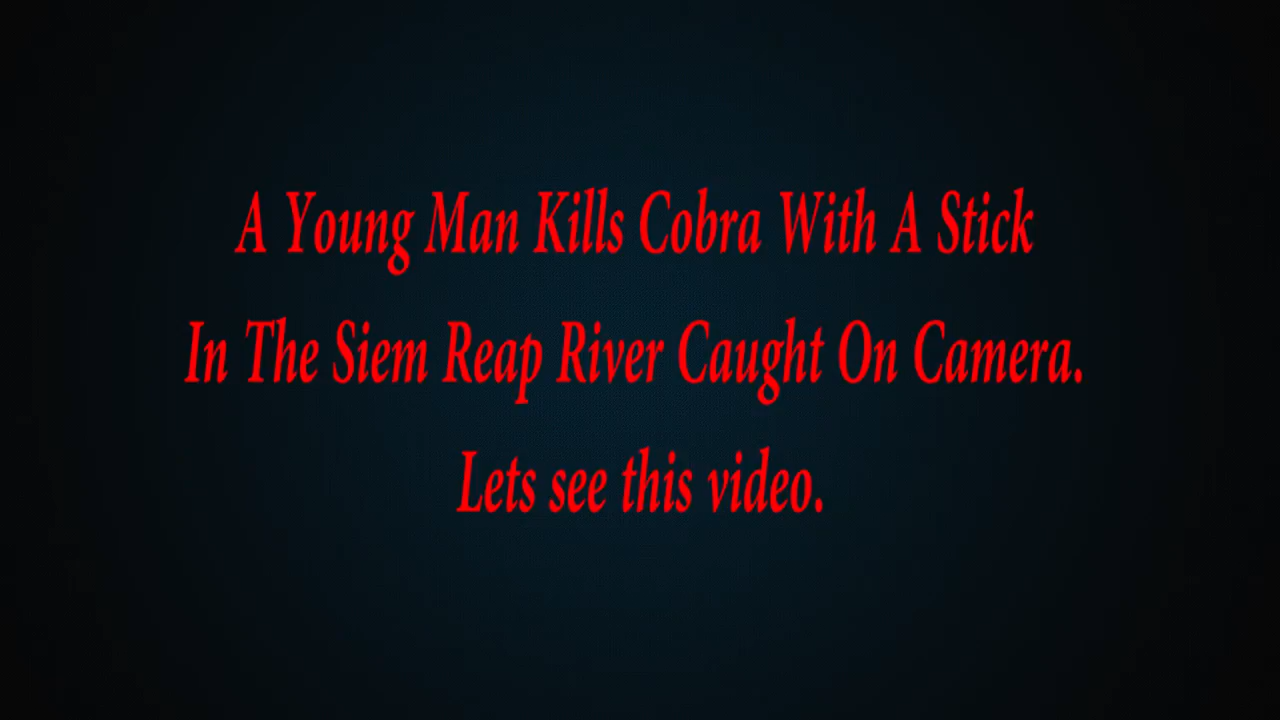 A Young Man Kills Cobra With A Stick
In The Siem Reap River Caught On Camera.
Lets see this video.